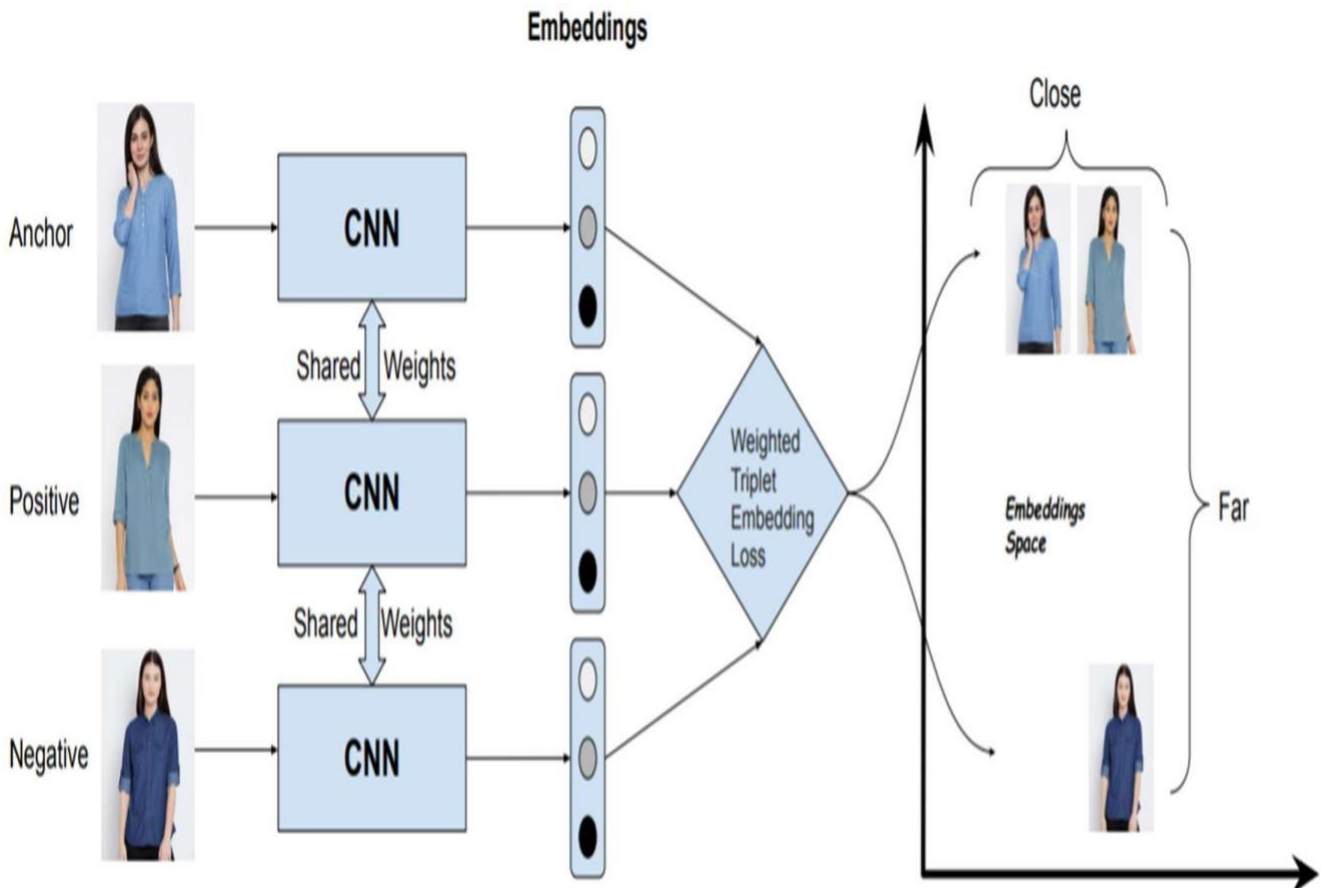 Embeddings
Close
Anchor
CNN
Shared Weights
Positive
CNN
Weighted
Triplet
Embedding
Loss
Embeddings
Space
Far
Shared Weights
Negative
CNN